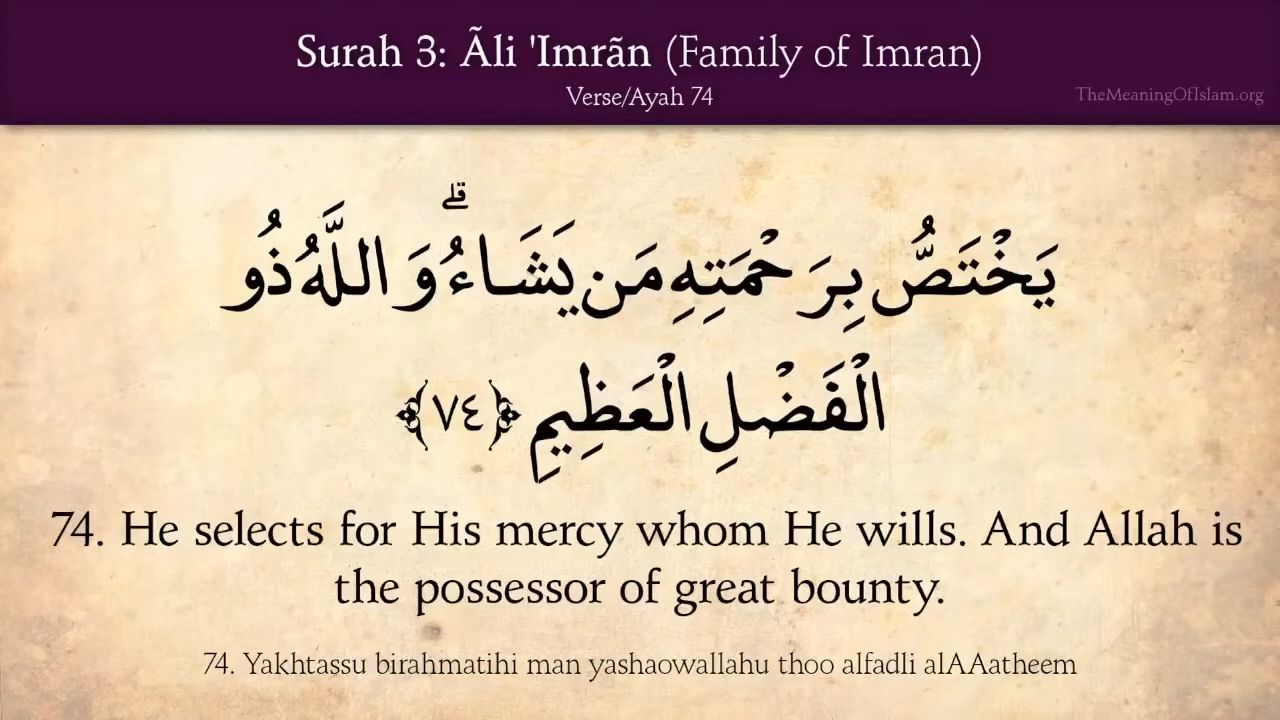 Surah 3: Ãli 'Imrãn (Family of Imran)
Verse/Ayah 74
TheMeaningOfIslam.org
يَخْتَصُّ بِرَحْمَتِهِ مَن يَشَاءُ ۗ وَاللَّهُ ذُو
الْفَضْلِ الْعَظِيمِ ﴿٧٤﴾
74. He selects for His mercy whom He wills. And Allah is
the possessor of great bounty.
74. Yakhtassu birahmatihi man yashaowallahu thoo alfadli alAAatheem